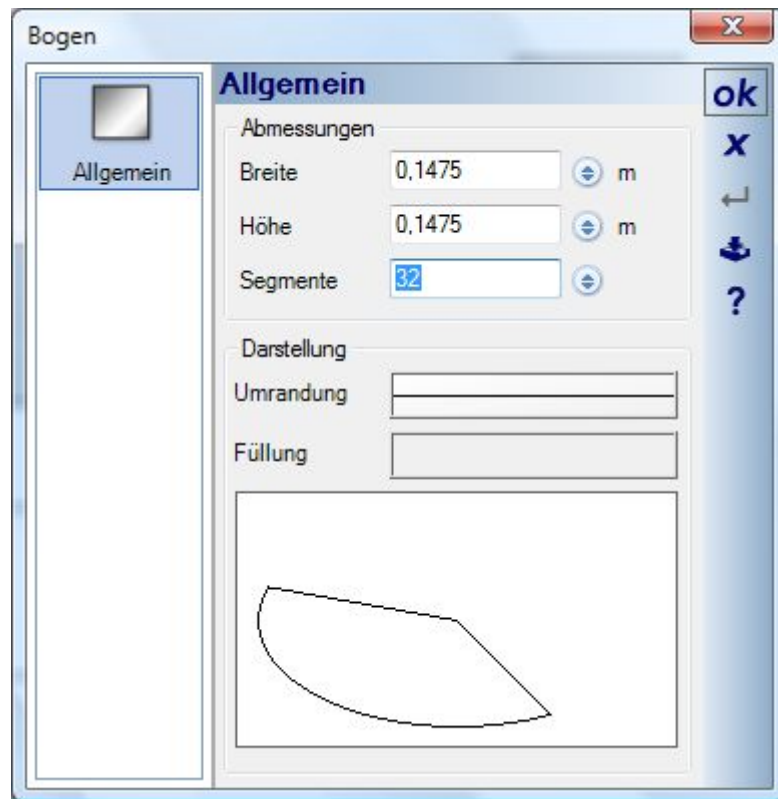 Bogen
Allgemein
Allgemein
ok
Abmessungen
x
Breite 0,1475 m
Höhe 0,1475 m
Segmente 32
?
Darstellung
Umrandung
Füllung